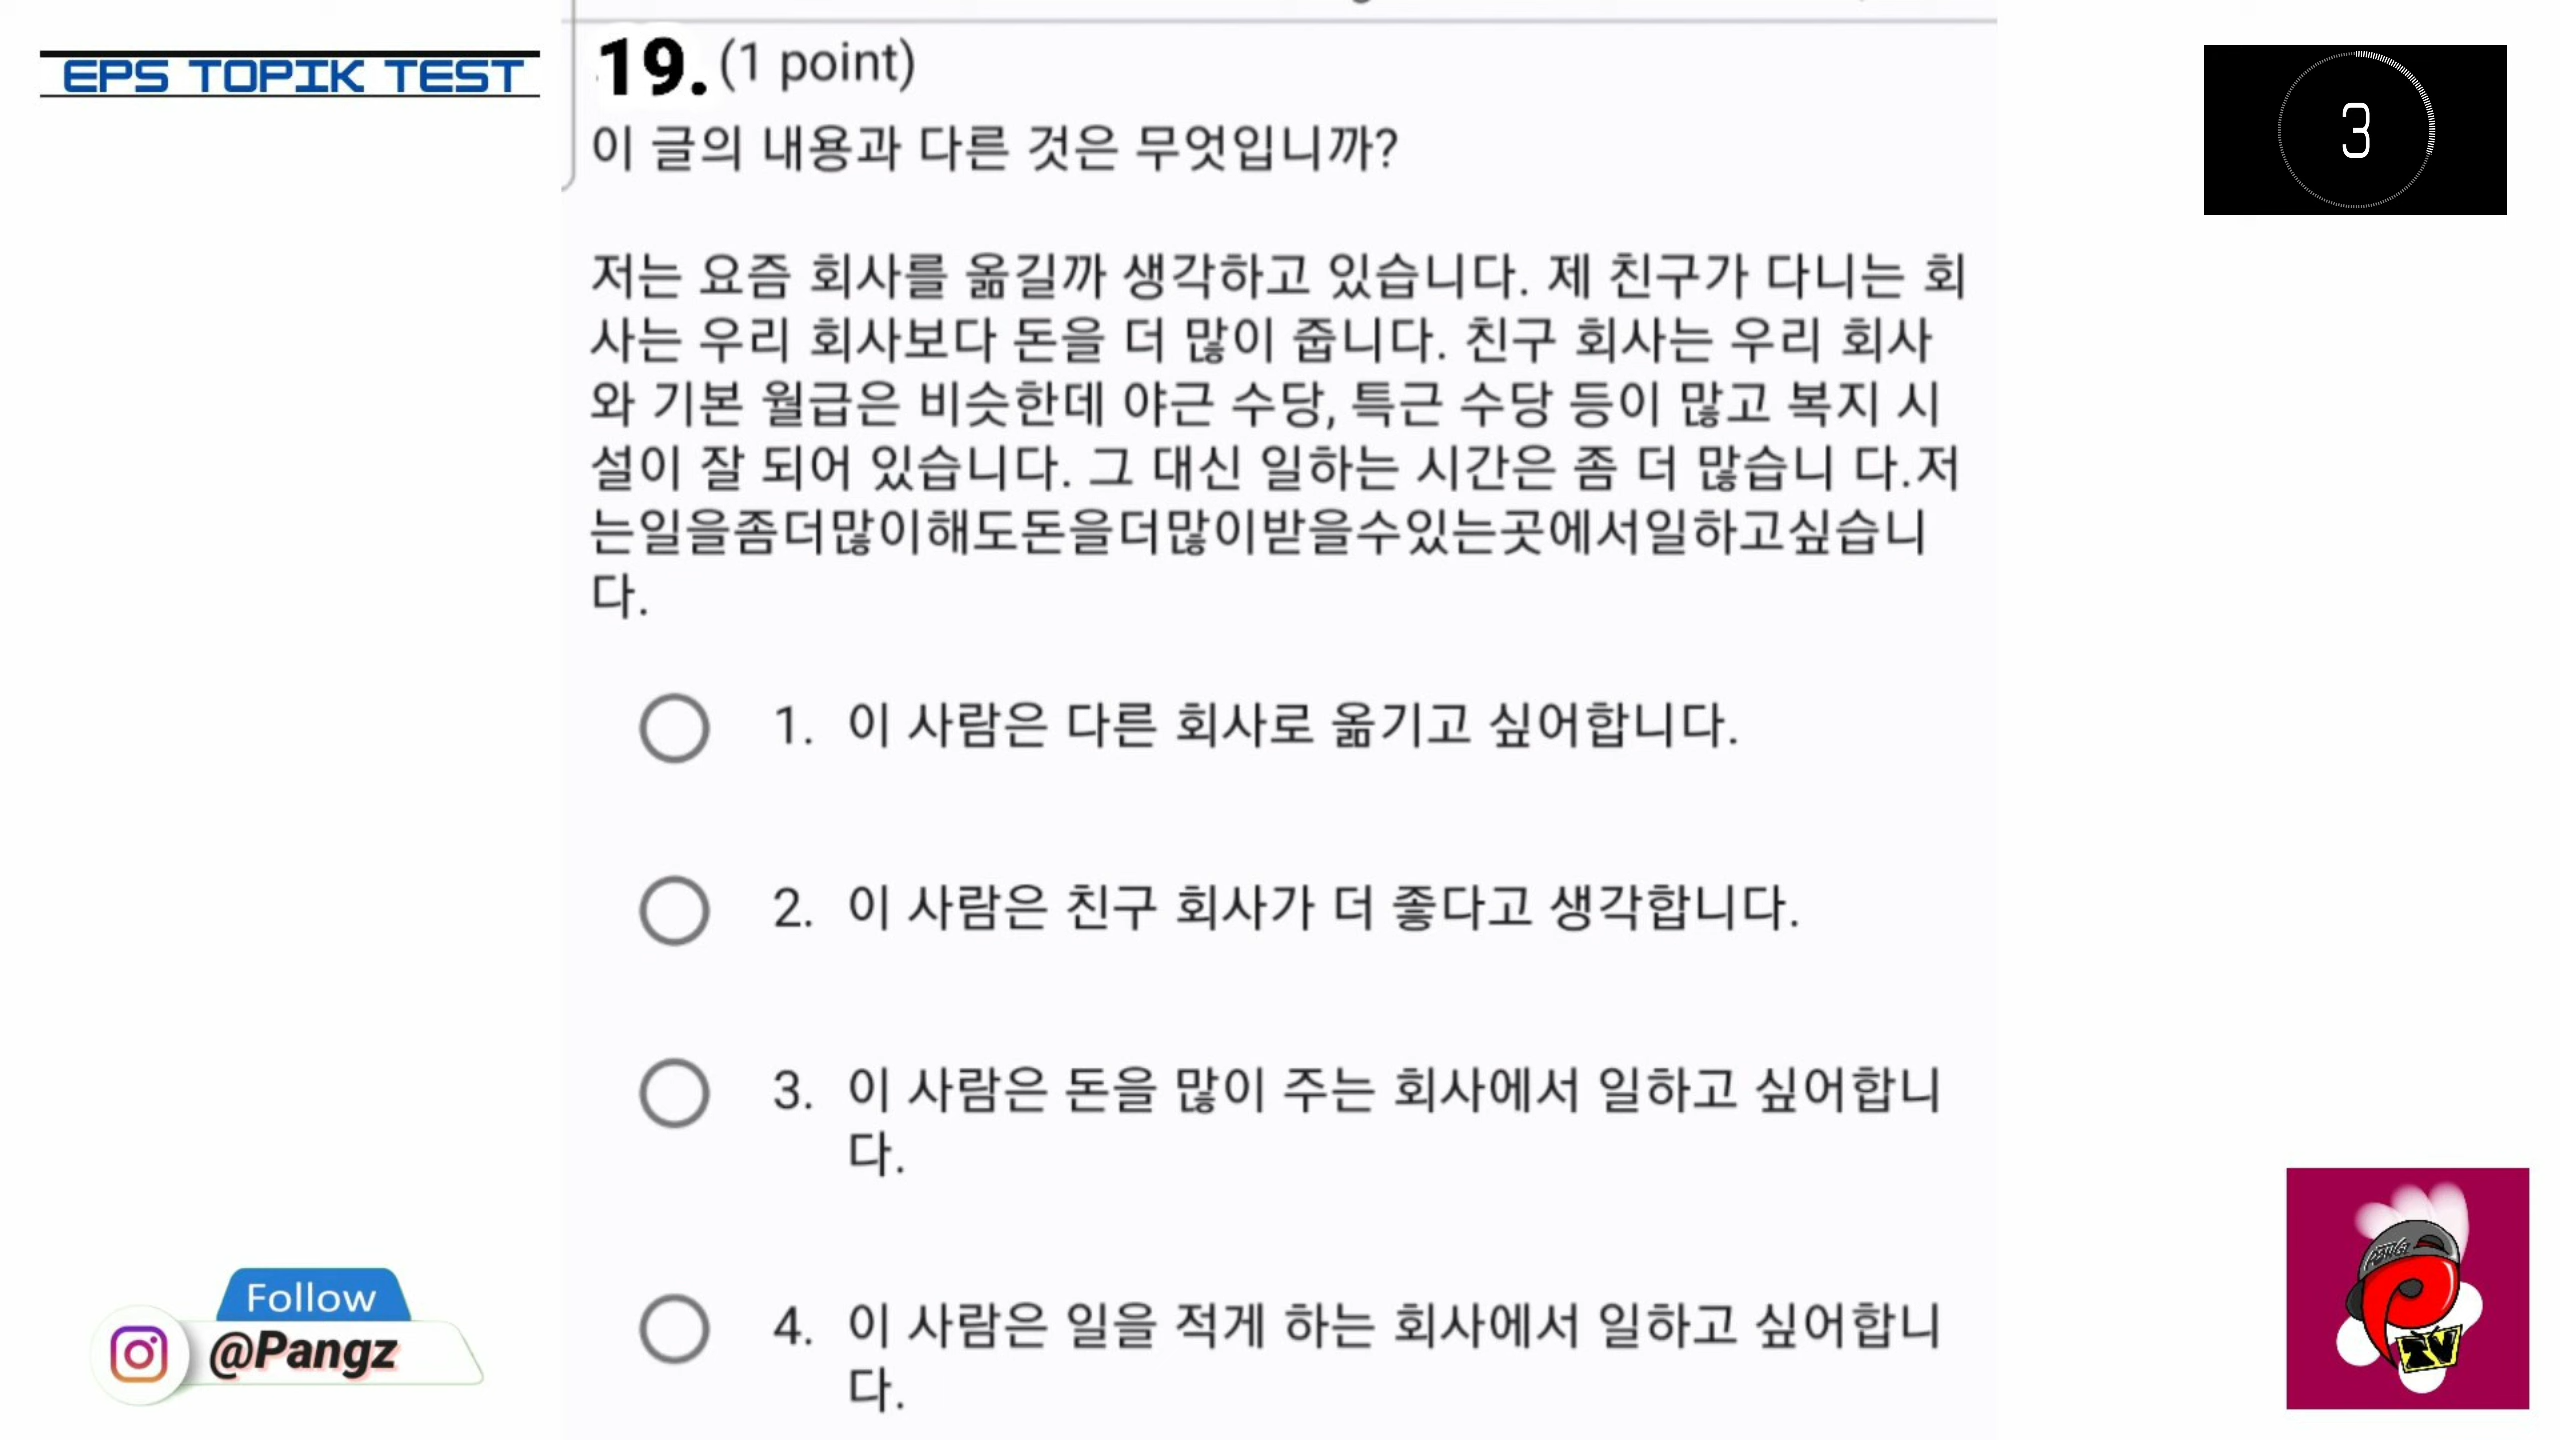 EPS TOPIK TEST
19. (1 point)
3
이 글의 내용과 다른 것은 무엇입니까?
저는 요즘 회사를 옮길까 생각하고 있습니다. 제 친구가 다니는 회
사는 우리 회사보다 돈을 더 많이 줍니다. 친구 회사는 우리 회사
와 기본 월급은 비슷한데 야근 수당, 특근 수당 등이 많고 복지 시
설이 잘 되어 있습니다. 그 대신 일하는 시간은 좀 더 많습니 다.저
는일을좀더많이해도돈을더많이받을수있는곳에서일하고싶습니
다.
1. 이 사람은 다른 회사로 옮기고 싶어합니다.
2. 이 사람은 친구 회사가 더 좋다고 생각합니다.
3. 이 사람은 돈을 많이 주는 회사에서 일하고 싶어합니
다.
4. 이 사람은 일을 적게 하는 회사에서 일하고 싶어합니
다.
Follow
@Pangz
TV